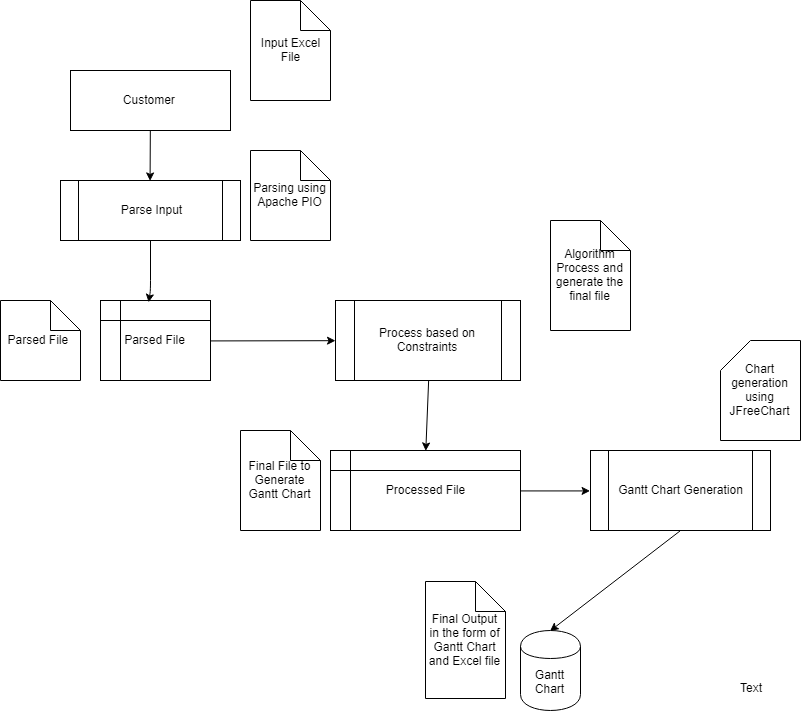 Input Excel
File
Customer
Parsing using
Apache PIO
Parse Input
Algorithm
Process and
generate the
final file
Parsed File
Parsed File
Process based on
Constraints
Chart
generation
using
JFreeChart
Final File to
Generate
Gantt Chart
Processed File
Gantt Chart Generation
Final Output
in the form of
Gantt Chart
and Excel file
Gantt
Chart
Text